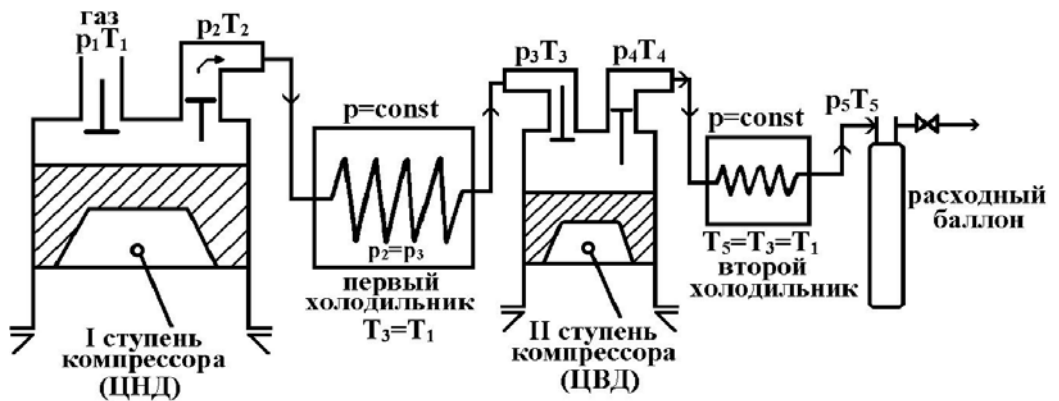 газ
p₁T₁
p₂T₂
p=const
p₂=p₃
первый
холодильник
T₃=T₁
I ступень
компрессора
(ЦНД)
p₃T₃
p₄T₄
II ступень
компрессора
(ЦВД)
p=const
T₅=T₃=T₁
второй
холодильник
p₅T₅
расходный
баллон